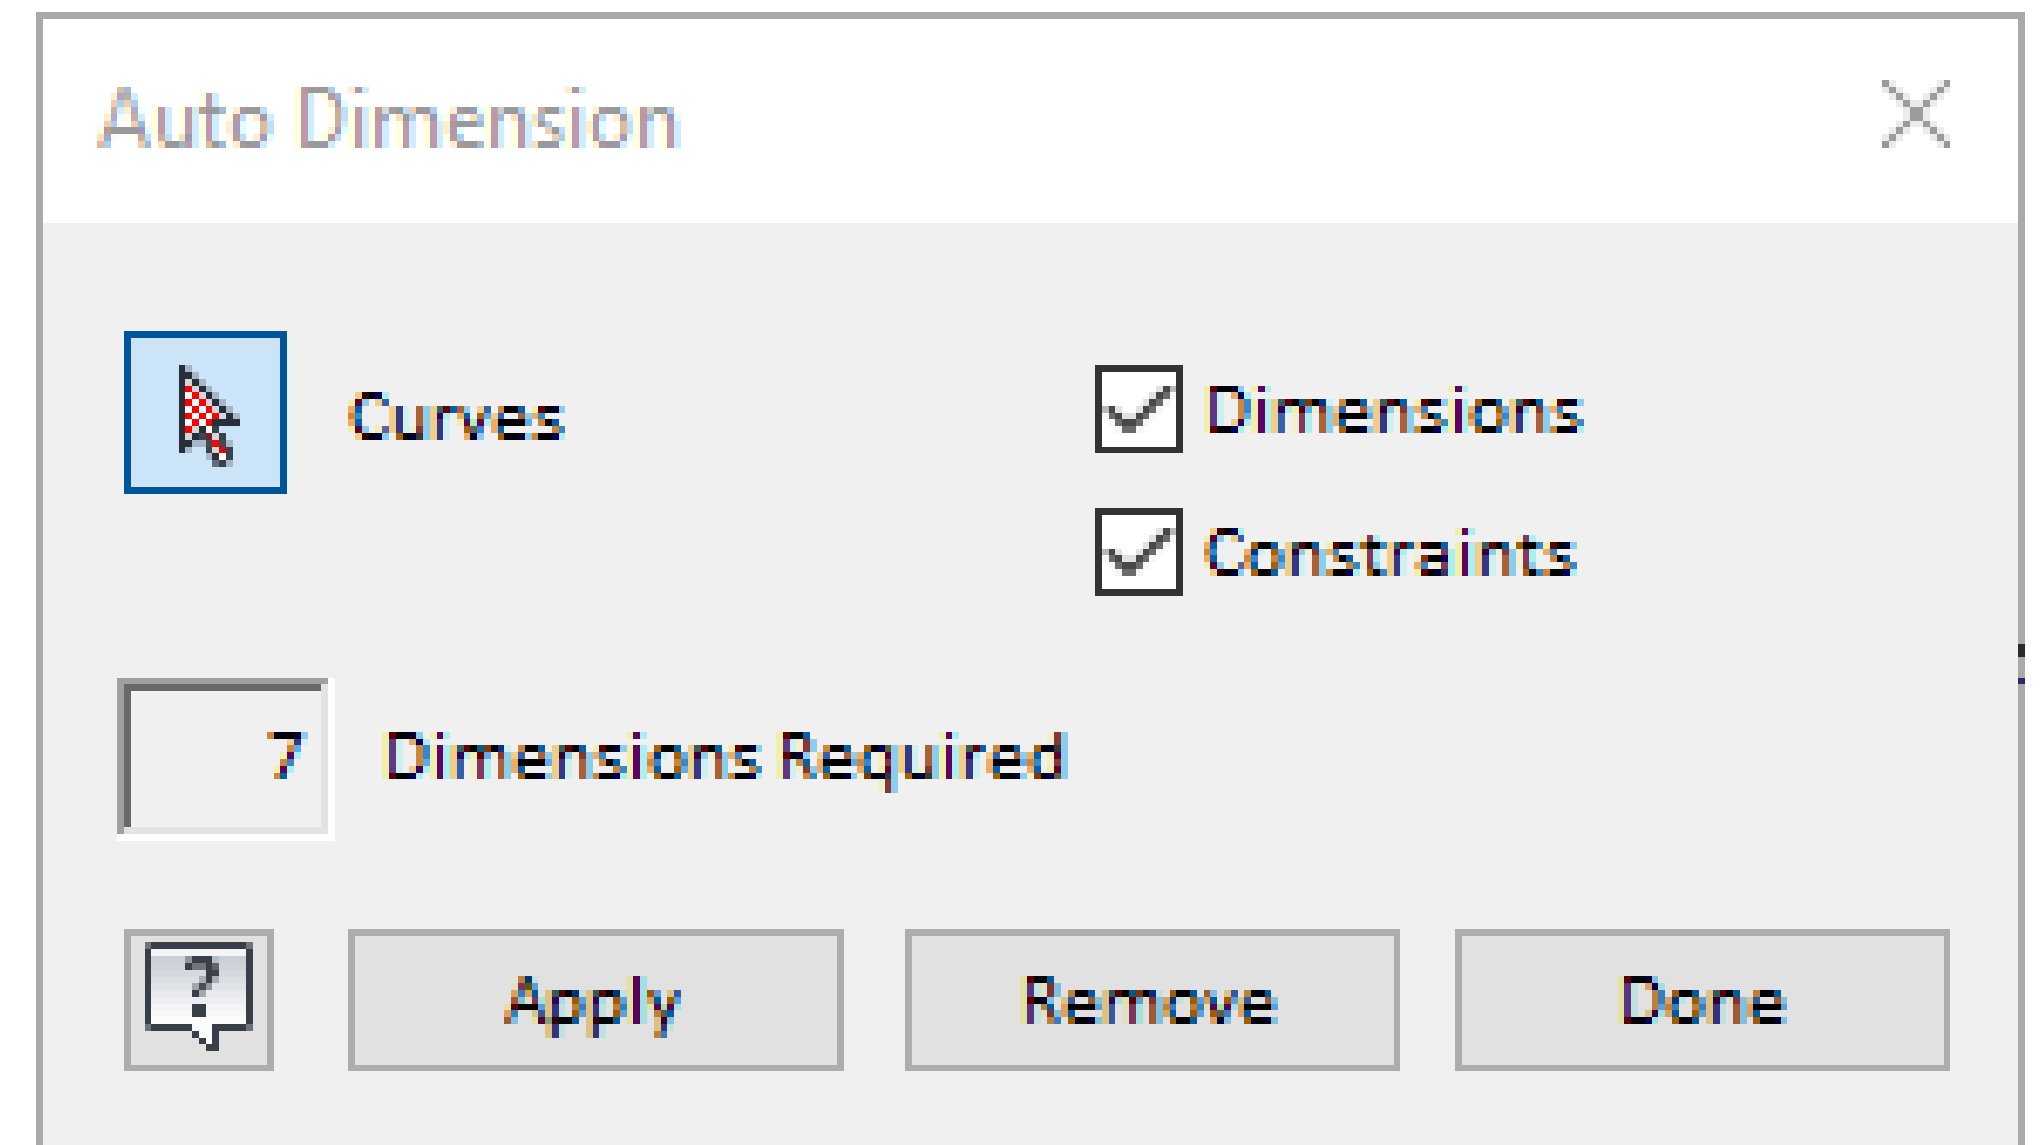 Auto Dimension
Curves
Dimensions
Constraints
7 Dimensions Required
? Apply Remove Done